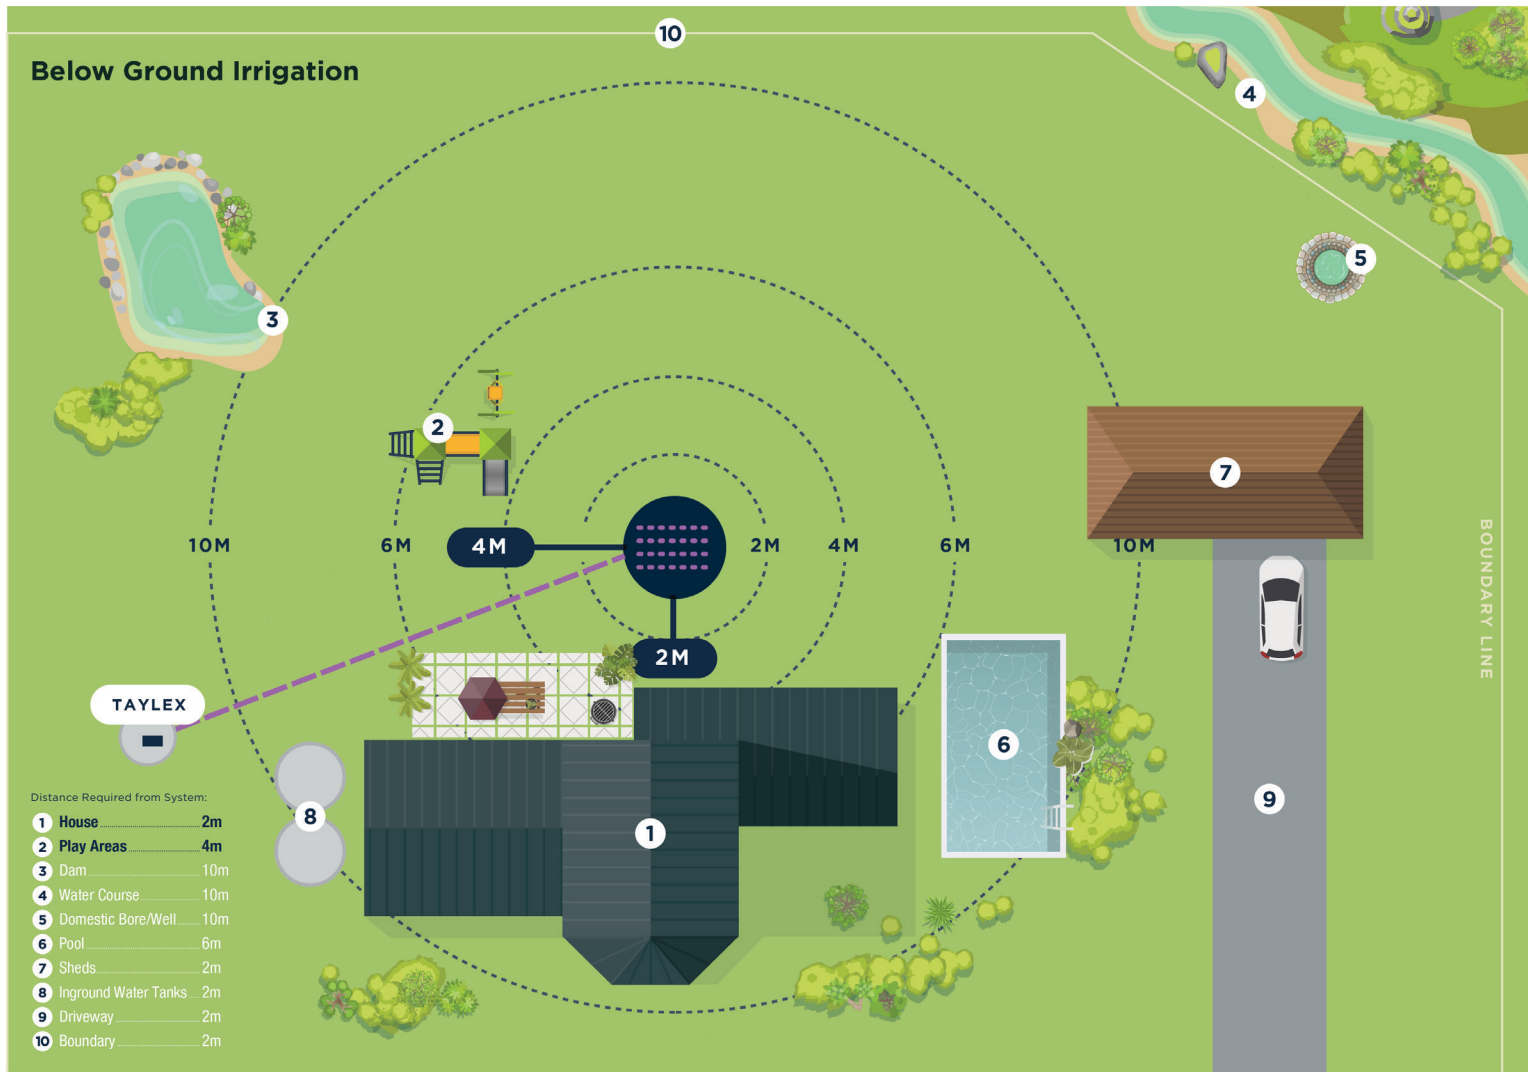 10
Below Ground Irrigation
4
5
3
2
7
10M
6M
4M
2M
4M
6M
10M
BOUNDARY LINE
2M
TAYLEX
6
9
8
1
Distance Required from System:
1 House 2m
2 Play Areas 4m
3 Dam 10m
4 Water Course 10m
5 Domestic Bore/Well 10m
6 Pool 6m
7 Sheds 2m
8 Inground Water Tanks 2m
9 Driveway 2m
10 Boundary 2m